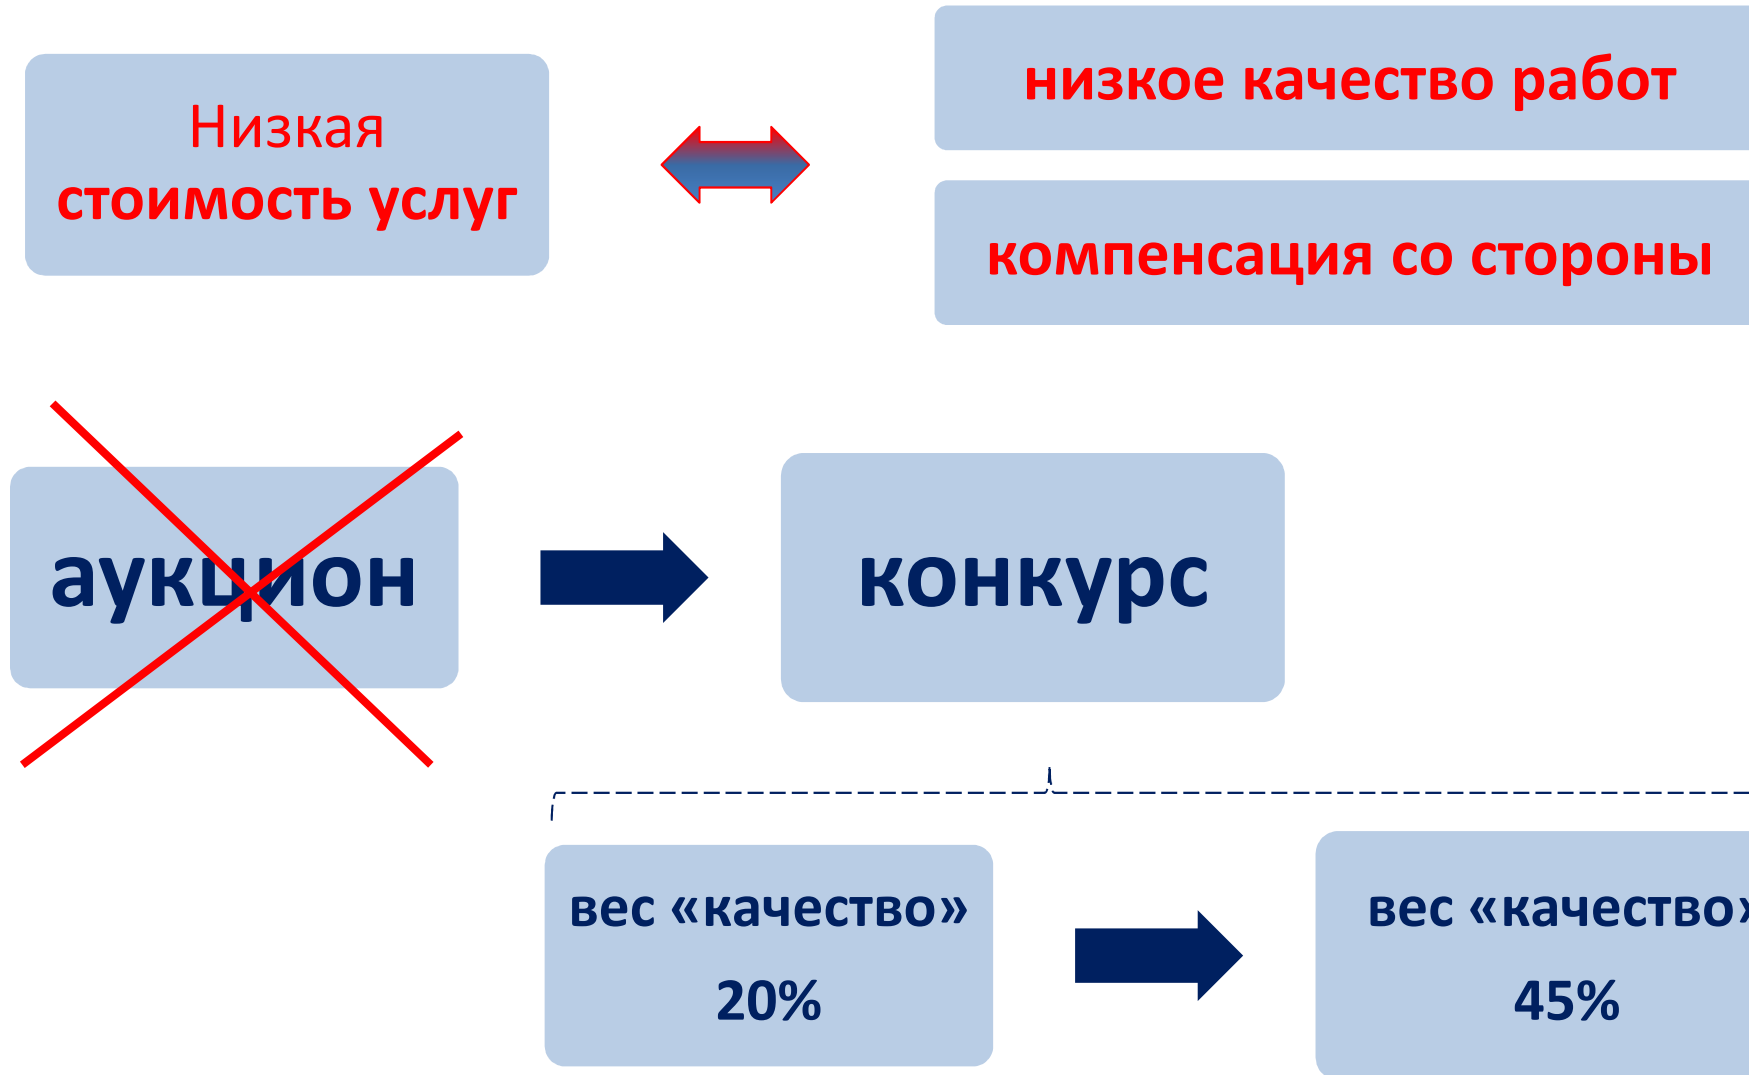 Низкая
стоимость услуг
низкое качество работ
компенсация со стороны
аукцион
конкурс
вес «качество»
20%
вес «качество»
45%